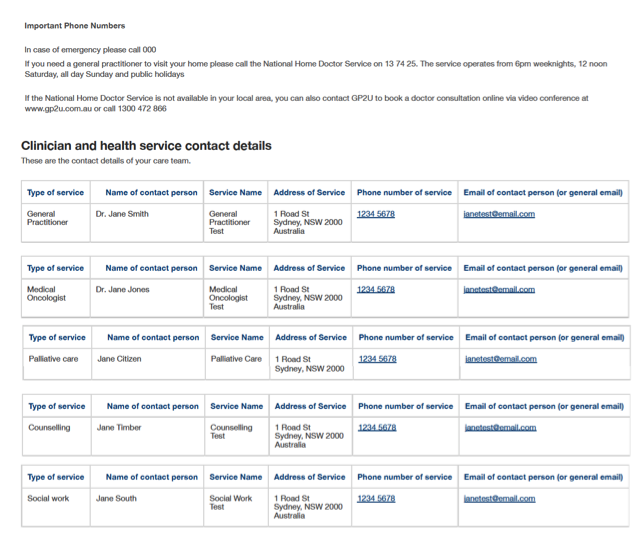 Important Phone Numbers
In case of emergency please call 000
If you need a general practitioner to visit your home please call the National Home Doctor Service on 13 74 25. The service operates from 6pm weeknights, 12 noon
Saturday, all day Sunday and public holidays
If the National Home Doctor Service is not available in your local area, you can also contact GP2U to book a doctor consultation online via video conference at
www.gp2u.com.au or call 1300 472 866
Clinician and health service contact details
These are the contact details of your care team.
Type of service Name of contact person Service Name Address of Service Phone number of service Email of contact person (or general email)
General Dr. Jane Smith General 1 Road St 1234 5678 janetest@email.com
Practitioner Practitioner Sydney, NSW 2000
Test Australia
Type of service Name of contact person Service Name Address of Service Phone number of service Email of contact person (or general email)
Medical Dr. Jane Jones Medical 1 Road St 1234 5678 janetest@email.com
Oncologist Oncologist Sydney, NSW 2000
Test Australia
Type of service Name of contact person Service Name Address of Service Phone number of service Email of contact person (or general email)
Palliative care Jane Citizen Palliative Care 1 Road St 1234 5678 janetest@email.com
Sydney, NSW 2000
Type of service Name of contact person Service Name Address of Service Phone number of service Email of contact person (or general email)
Counselling Jane Timber Counselling 1 Road St 1234 5678 janetest@email.com
Test Sydney, NSW 2000
Australia
Type of service Name of contact person Service Name Address of Service Phone number of service Email of contact person (or general email)
Social work Jane South Social Work 1 Road St 1234 5678 janetest@email.com
Test Sydney, NSW 2000
Australia